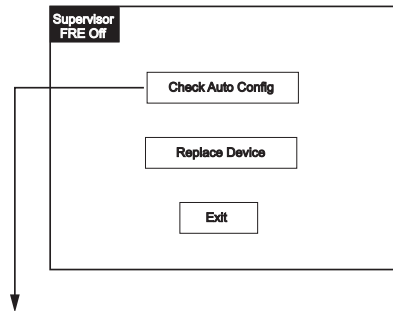 Supervisor
FRE Off
Check Auto Config
Replace Device
Exit